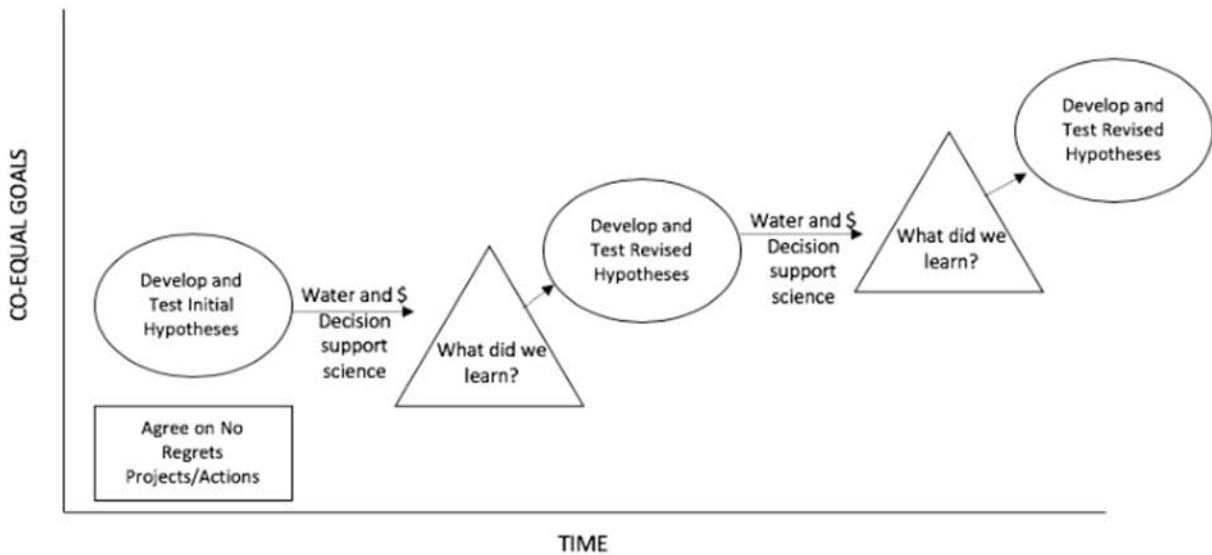 CO-EQUAL GOALS
Develop and
Test Initial
Hypotheses
Water and $
Decision
support
science
What did we
learn?
Develop and
Test Revised
Hypotheses
Water and $
Decision
support
science
What did we
learn?
Develop and
Test Revised
Hypotheses
Agree on No
Regrets
Projects/Actions
TIME